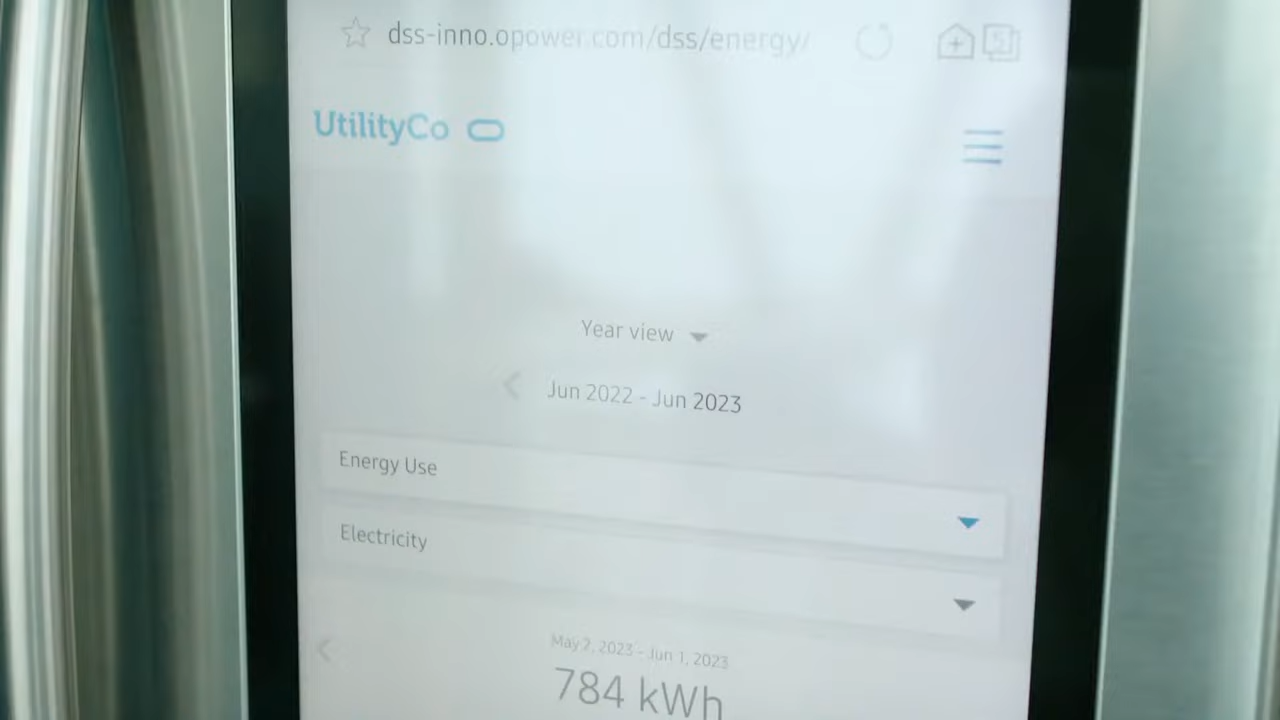 dss-inno.opower.com/dss/energy/
5
UtilityCo
Year view
Jun 2022 - Jun 2023
Energy Use
Electricity
May 2, 2023 - Jun 1, 2023
784 kWh